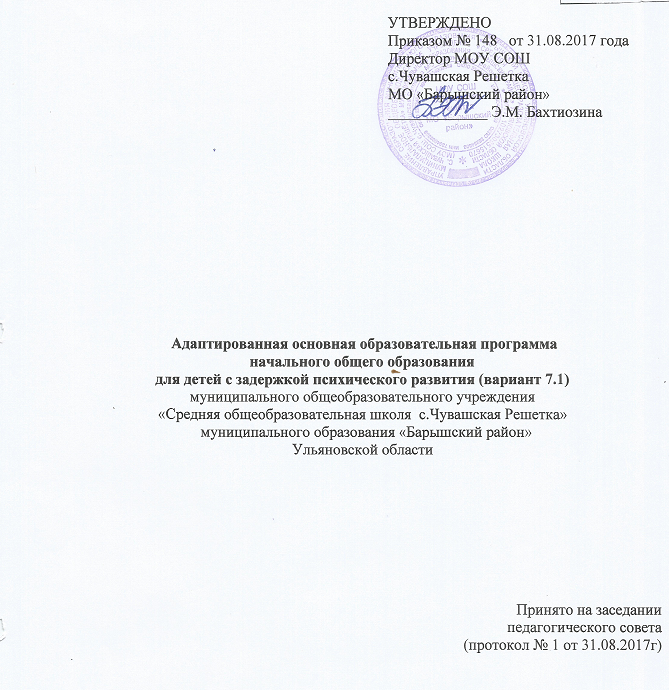 УТВЕРЖДЕНО
Приказом № 148 от 31.08.2017 года
Директор МОУ СОШ
с.Чувашская Решетка
МО «Барышский район»
______________ Э.М. Бахтиозина
Адаптированная основная образовательная программа
начального общего образования
для детей с задержкой психического развития (вариант 7.1)
муниципального общеобразовательного учреждения
«Средняя общеобразовательная школа с.Чувашская Решетка»
муниципального образования «Барышский район»
Ульяновской области
Принято на заседании
педагогического совета
(протокол № 1 от 31.08.2017г)